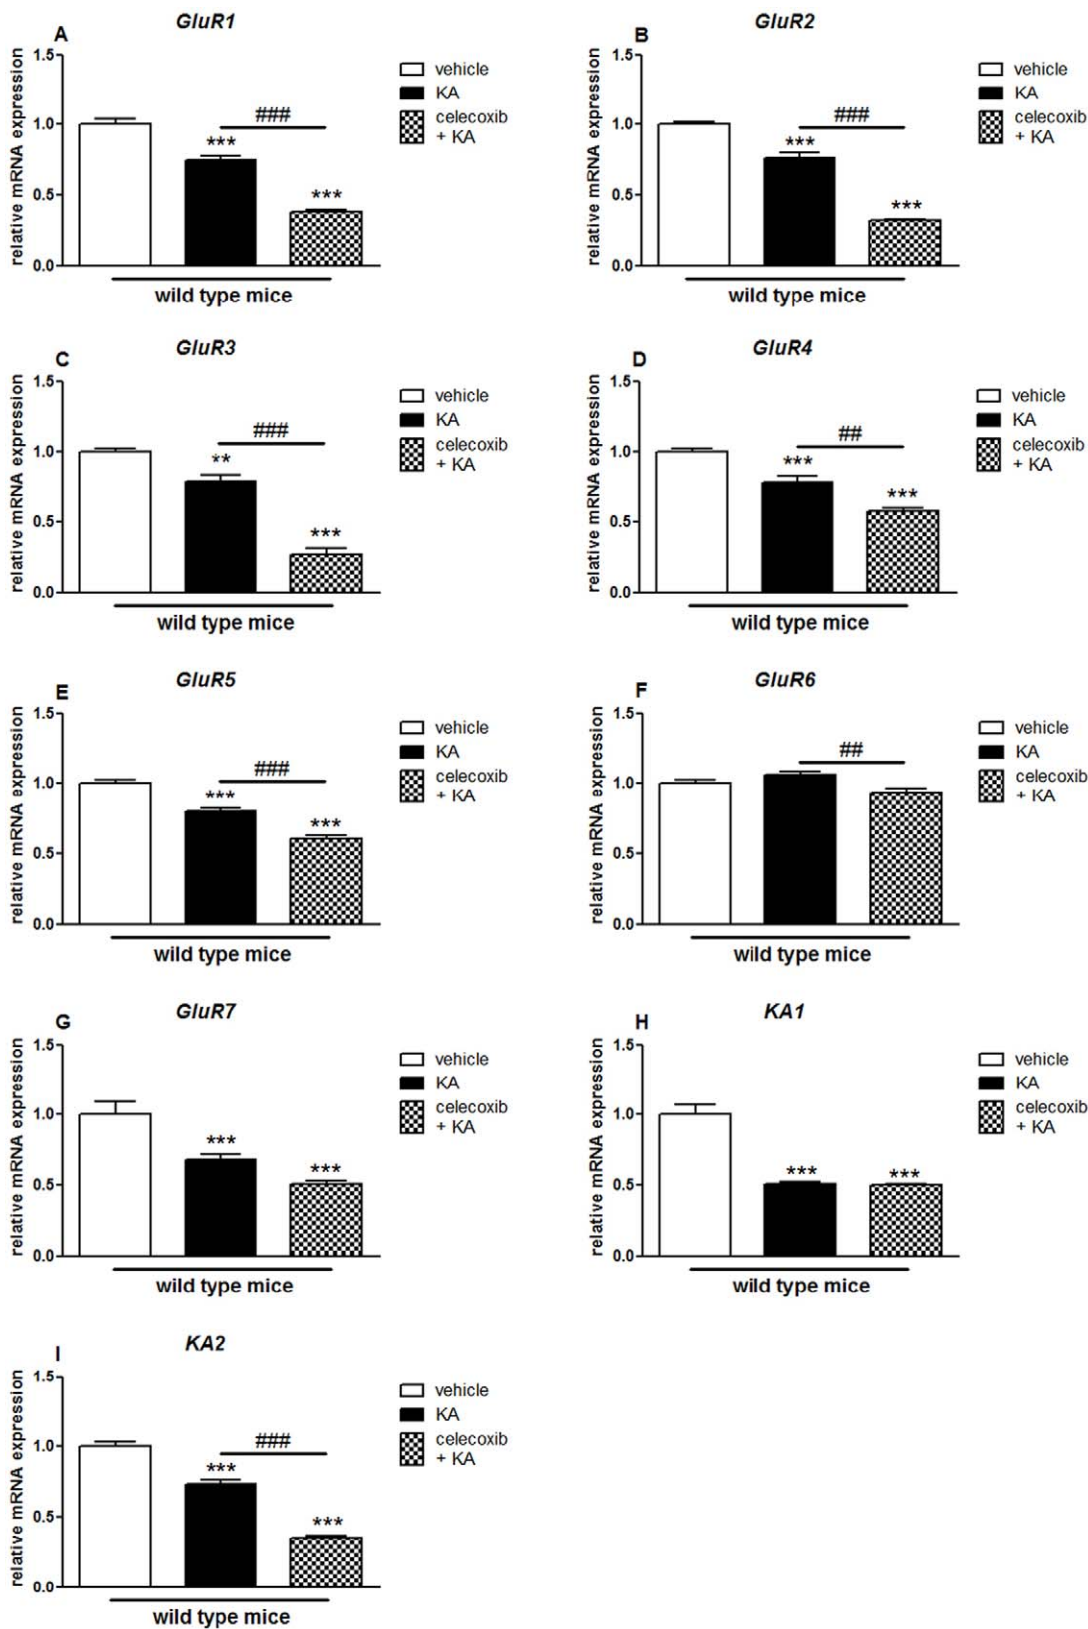 A
GluR1
relative mRNA expression
1.5
1.0
0.5
0.0
***
###
***
wild type mice
vehicle
KA
celecoxib
+ KA
B
GluR2
relative mRNA expression
1.5
1.0
0.5
0.0
***
###
***
wild type mice
vehicle
KA
celecoxib
+ KA
C
GluR3
relative mRNA expression
1.5
1.0
0.5
0.0
**
###
***
wild type mice
vehicle
KA
celecoxib
+ KA
D
GluR4
relative mRNA expression
1.5
1.0
0.5
0.0
***
##
***
wild type mice
vehicle
KA
celecoxib
+ KA
E
GluR5
relative mRNA expression
1.5
1.0
0.5
0.0
***
###
***
wild type mice
vehicle
KA
celecoxib
+ KA
F
GluR6
relative mRNA expression
1.5
1.0
0.5
0.0
##
wild type mice
vehicle
KA
celecoxib
+ KA
G
GluR7
relative mRNA expression
1.5
1.0
0.5
0.0
***
***
wild type mice
vehicle
KA
celecoxib
+ KA
H
KA1
relative mRNA expression
1.5
1.0
0.5
0.0
***
***
wild type mice
vehicle
KA
celecoxib
+ KA
I
KA2
relative mRNA expression
1.5
1.0
0.5
0.0
***
###
***
wild type mice
vehicle
KA
celecoxib
+ KA